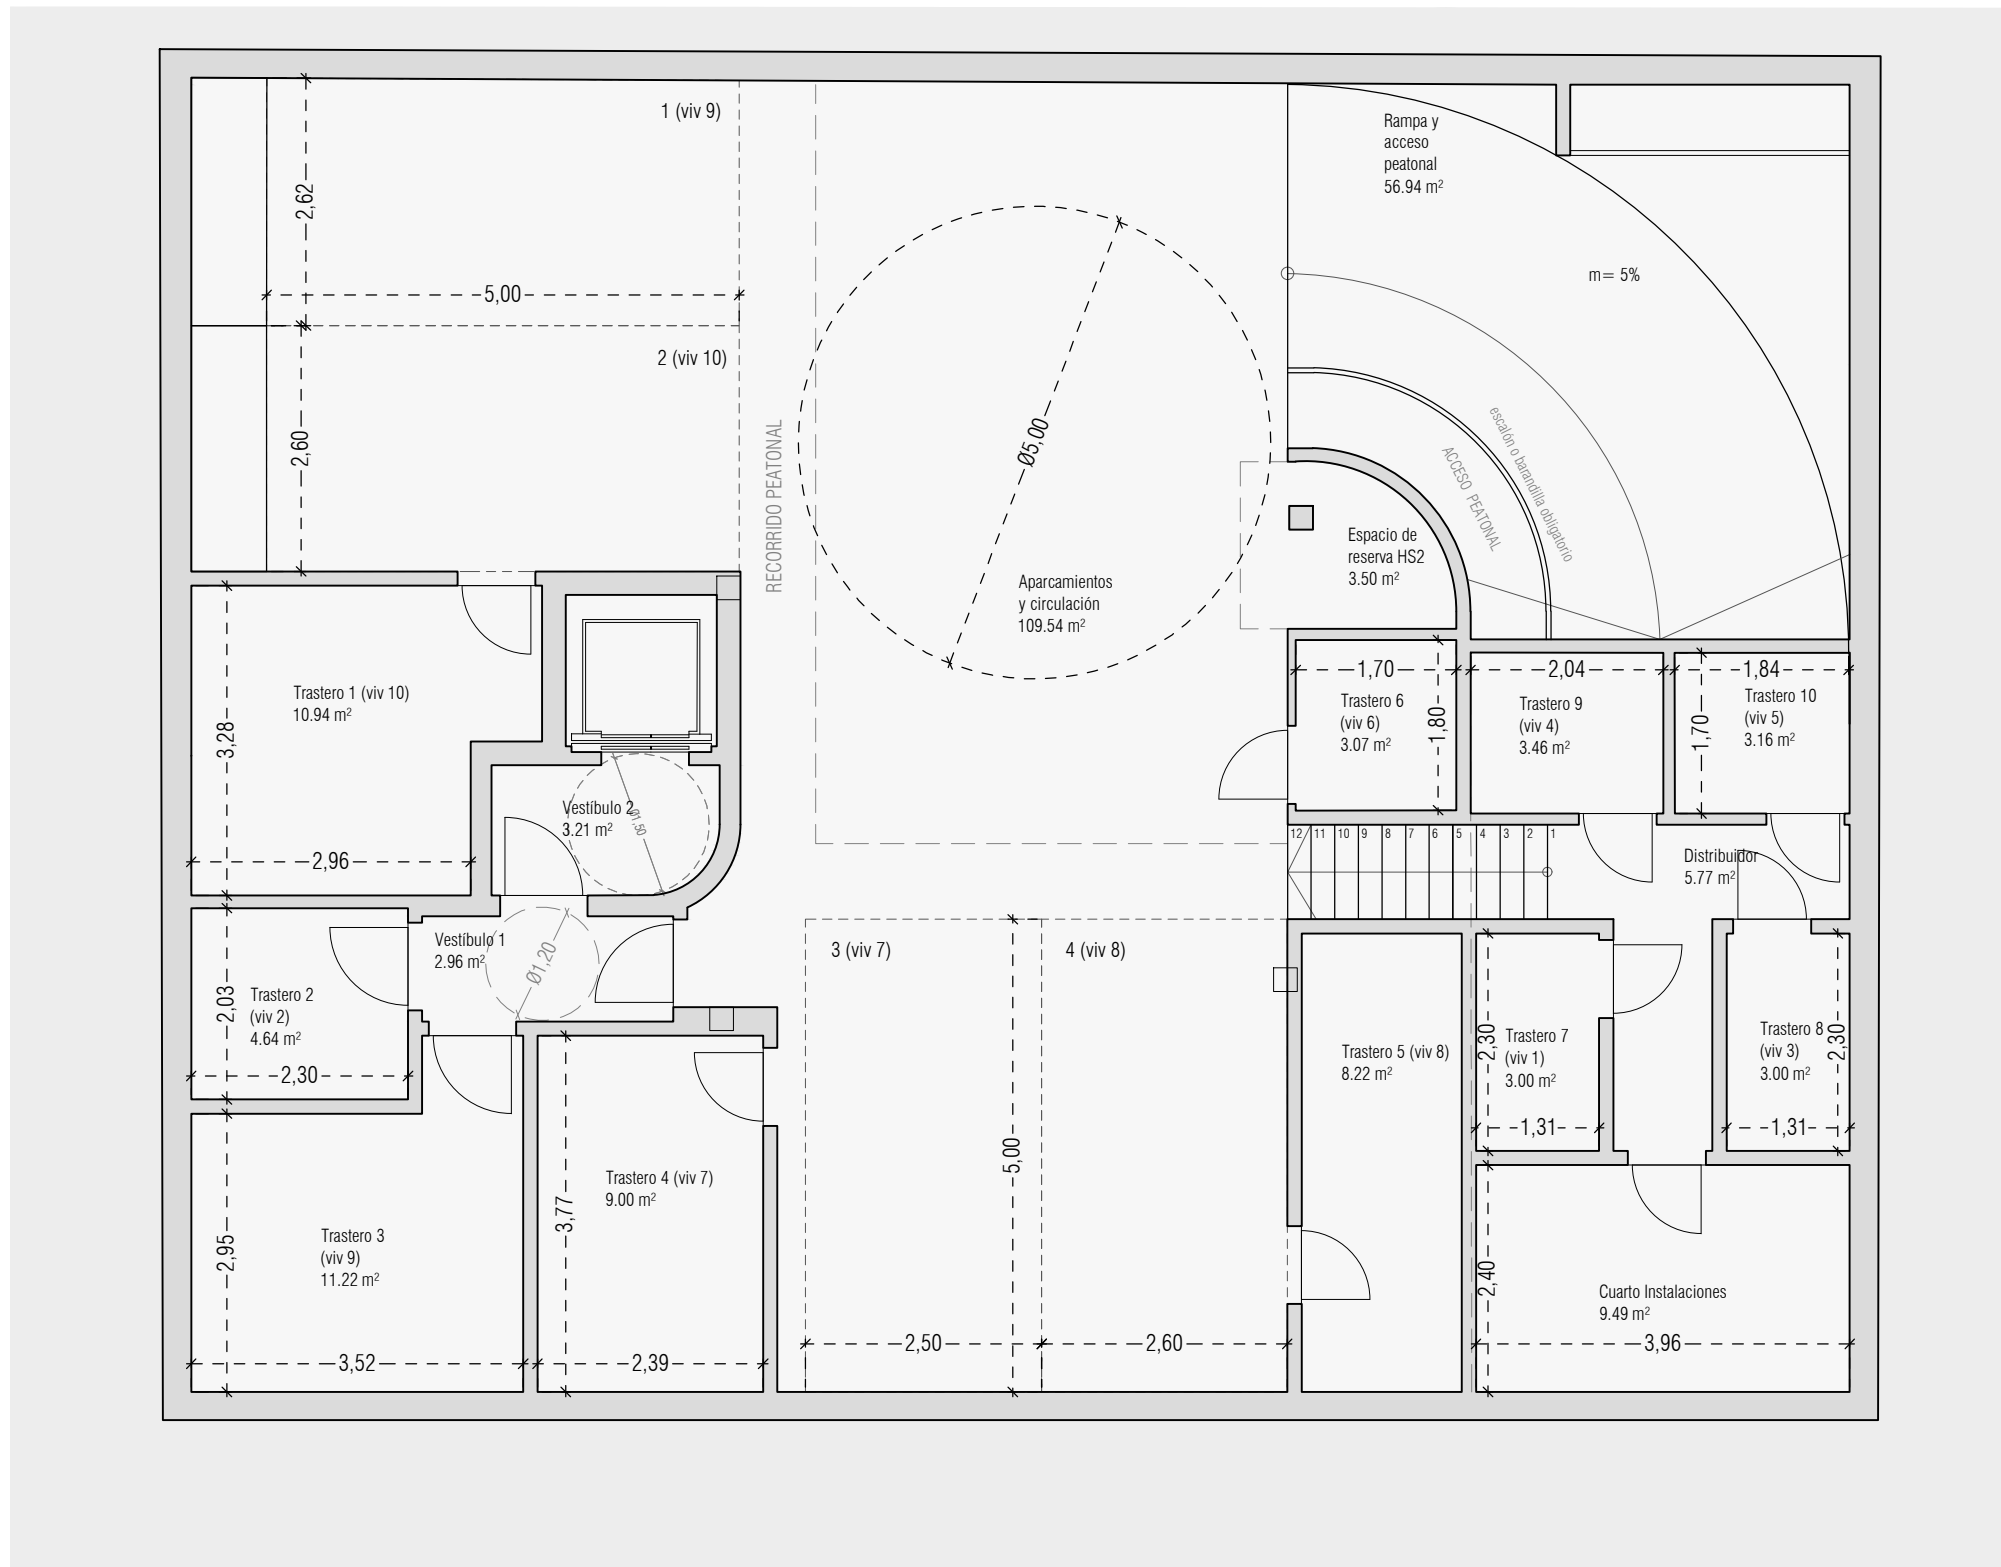 1 (viv 9)
2,62
5,00
2 (viv 10)
2,60
RECORRIDO PEATONAL
Ø5,00
Aparcamientos
y circulación
109.54 m²
Rampa y
acceso
peatonal
56.94 m²
m= 5%
escalón o barandilla obligatorio
ACCESO PEATONAL
Espacio de
reserva HS2
3.50 m²
Trastero 1 (viv 10)
10.94 m²
3,28
2,96
Vestíbulo 2
3.21 m²
Ø1,50
1,70
Trastero 6
(viv 6)
3.07 m²
1,80
2,04
Trastero 9
(viv 4)
3.46 m²
1,84
Trastero 10
(viv 5)
3.16 m²
1,70
12 11 10 9 8 7 6 5 4 3 2 1
Distribuidor
5.77 m²
Vestíbulo 1
2.96 m²
Ø1,20
Trastero 2
(viv 2)
4.64 m²
2,03
2,30
3 (viv 7)
4 (viv 8)
5,00
2,50
2,60
Trastero 3
(viv 9)
11.22 m²
2,95
3,52
Trastero 4 (viv 7)
9.00 m²
3,77
2,39
Trastero 5 (viv 8)
8.22 m²
2,30
Trastero 7
(viv 1)
3.00 m²
1,31
Trastero 8
(viv 3)
3.00 m²
2,30
1,31
2,40
Cuarto Instalaciones
9.49 m²
3,96